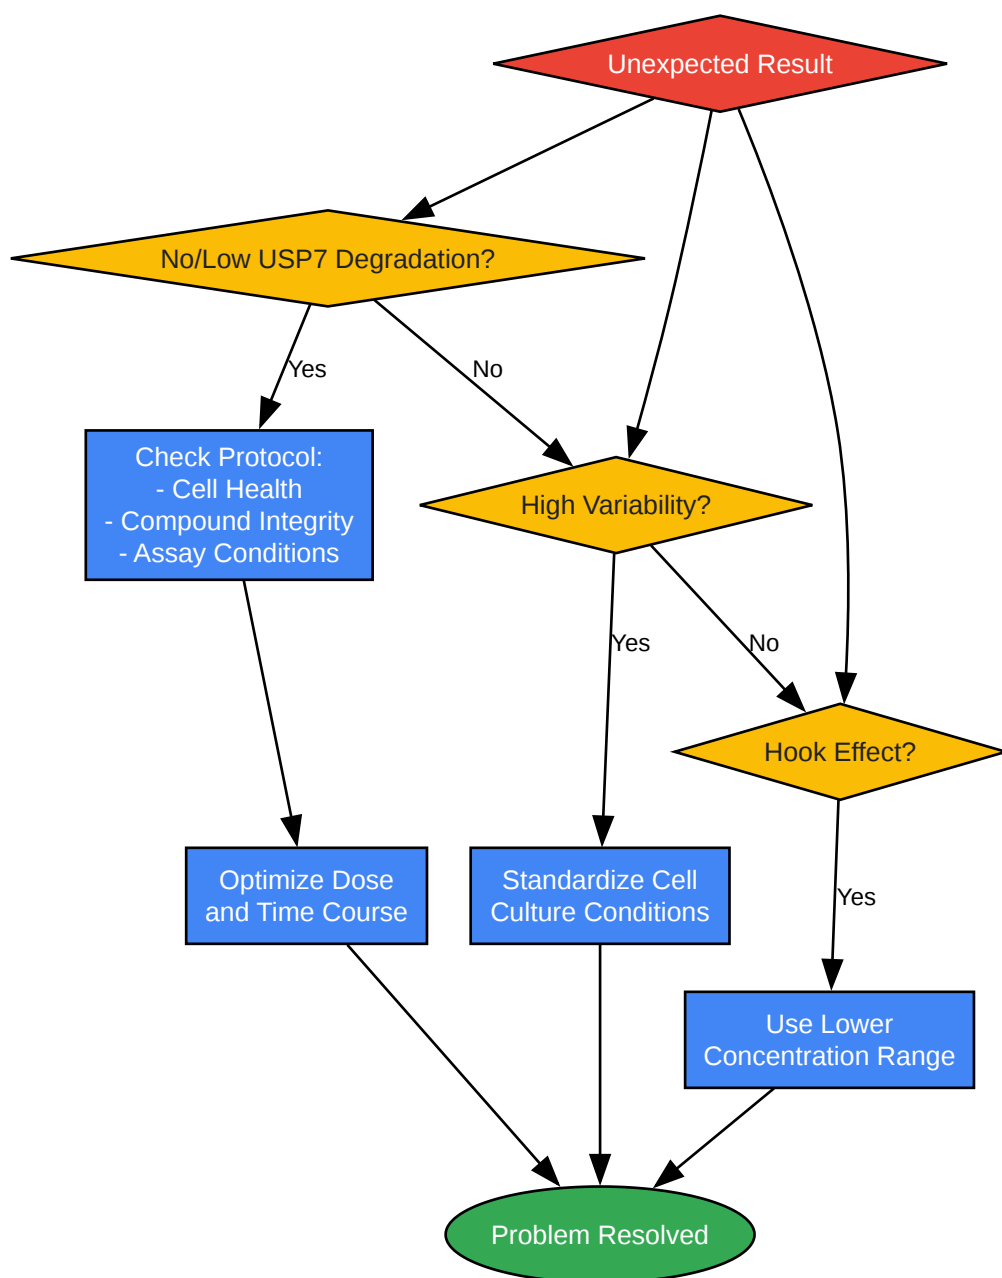 Unexpected Result
No/Low USP7 Degradation?
Yes
No
Check Protocol:
- Cell Health
- Compound Integrity
- Assay Conditions
High Variability?
Yes
No
Hook Effect?
Optimize Dose
and Time Course
Standardize Cell
Culture Conditions
Yes
Use Lower
Concentration Range
Problem Resolved